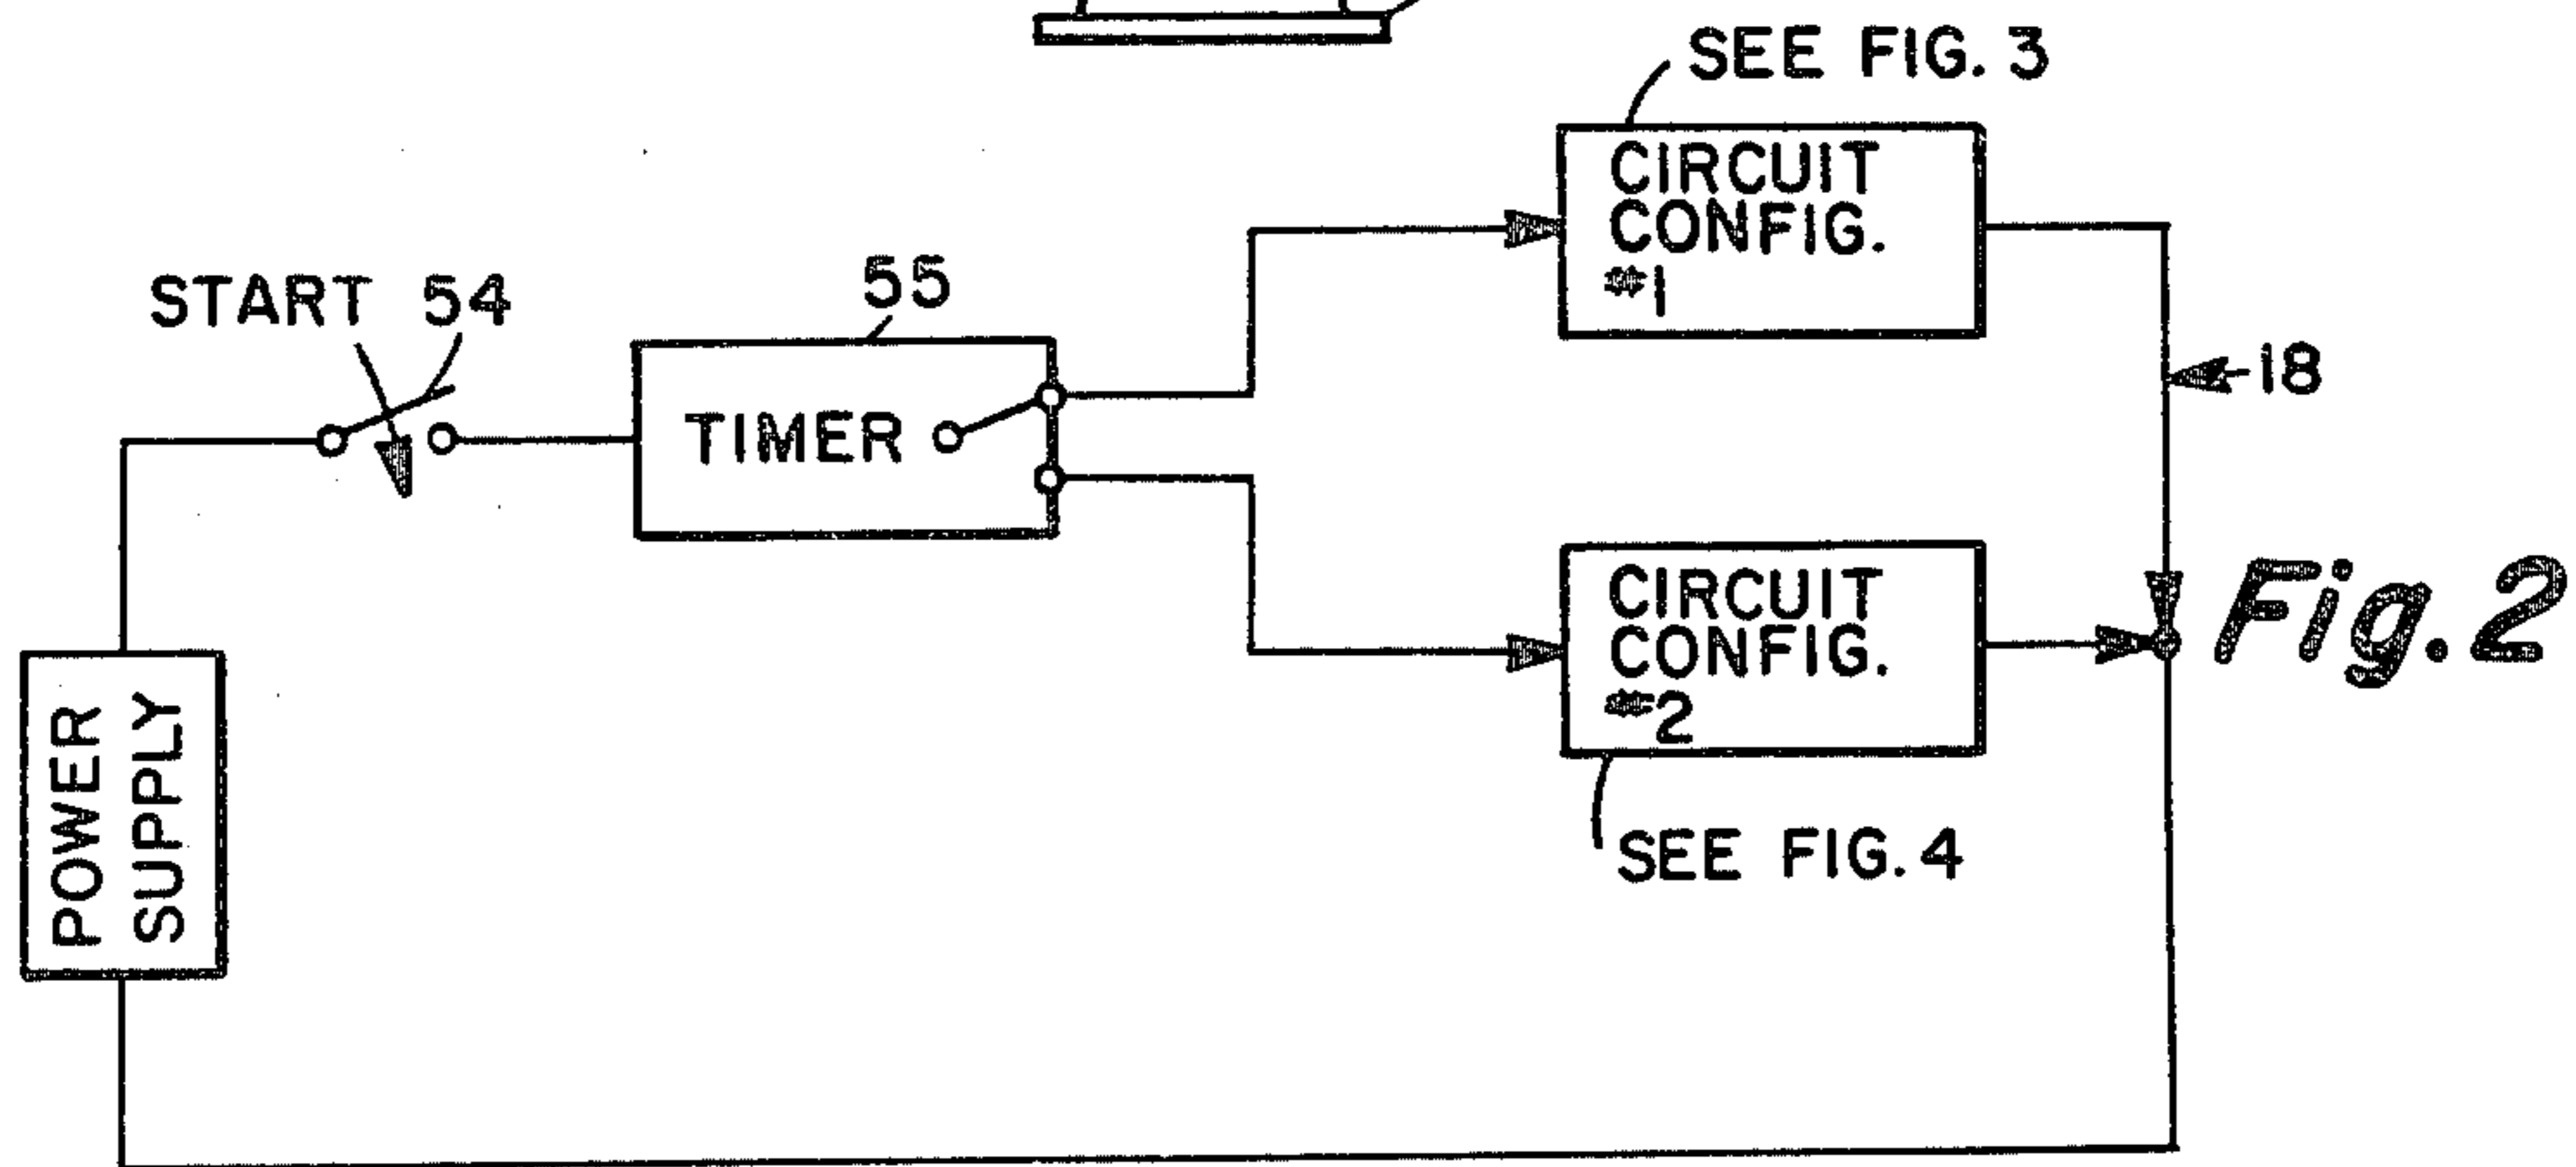 SEE FIG. 3
CIRCUIT
CONFIG.
#1
START 54
55
TIMER
18
CIRCUIT
CONFIG.
#2
Fig. 2
POWER
SUPPLY
SEE FIG. 4